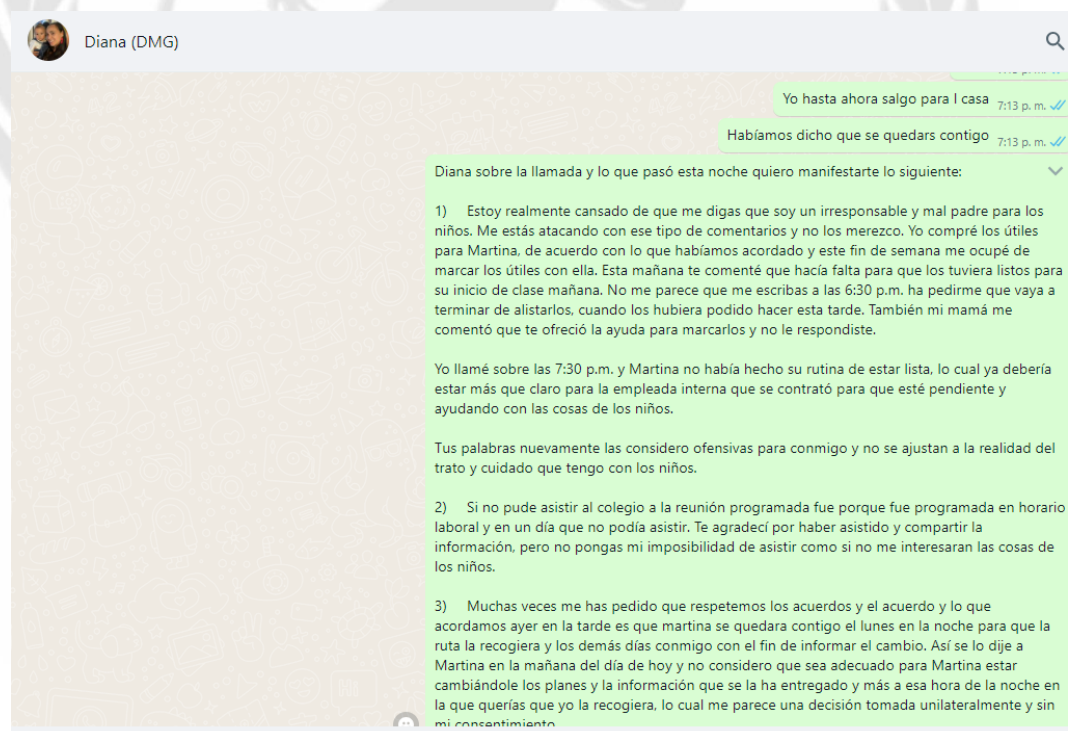 Diana (DMG)
Yo hasta ahora salgo para l casa 7:13 p. m.
Habíamos dicho que se quedars contigo 7:13 p. m.
Diana sobre la llamada y lo que pasó esta noche quiero manifestarte lo siguiente:
1) Estoy realmente cansado de que me digas que soy un irresponsable y mal padre para los
niños. Me estás atacando con ese tipo de comentarios y no los merezco. Yo compré los útiles
para Martina, de acuerdo con lo que habíamos acordado y este fin de semana me ocupé de
marcar los útiles con ella. Esta mañana te comenté que hacía falta para que los tuviera listos para
su inicio de clase mañana. No me parece que me escribas a las 6:30 p.m. ha pedirme que vaya a
terminar de alistarlos, cuando los hubiera podido hacer esta tarde. También mi mamá me
comentó que te ofreció la ayuda para marcarlos y no le respondiste.
Yo llamé sobre las 7:30 p.m. y Martina no había hecho su rutina de estar lista, lo cual ya debería
estar más que claro para la empleada interna que se contrató para que esté pendiente y
ayudando con las cosas de los niños.
Tus palabras nuevamente las considero ofensivas para conmigo y no se ajustan a la realidad del
trato y cuidado que tengo con los niños.
2) Si no pude asistir al colegio a la reunión programada fue porque fue programada en horario
laboral y en un día que no podía asistir. Te agradecí por haber asistido y compartir la
información, pero no pongas mi imposibilidad de asistir como si no me interesaran las cosas de
los niños.
3) Muchas veces me has pedido que respetemos los acuerdos y el acuerdo y lo que
acordamos ayer en la tarde es que martina se quedara contigo el lunes en la noche para que la
ruta la recogiera y los demás días conmigo con el fin de informar el cambio. Así se lo dije a
Martina en la mañana del día de hoy y no considero que sea adecuado para Martina estar
cambiándole los planes y la información que se la ha entregado y más a esa hora de la noche en
la que querías que yo la recogiera, lo cual me parece una decisión tomada unilateralmente y sin
mi consentimiento